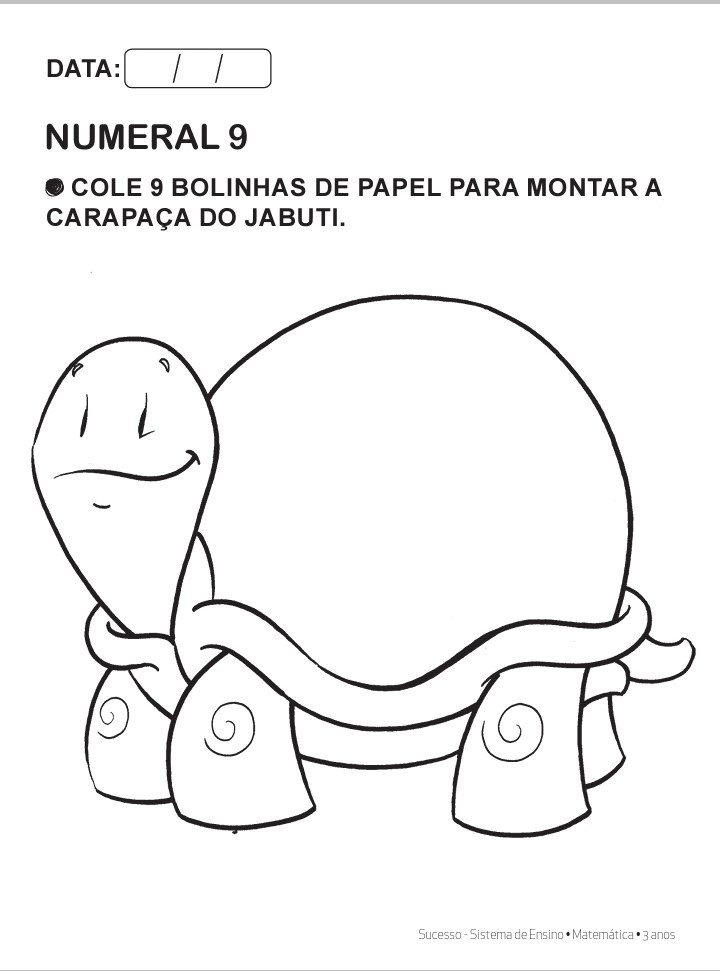 DATA: / /
NUMERAL 9
● COLE 9 BOLINHAS DE PAPEL PARA MONTAR A
CARAPAÇA DO JABUTI.
Sucesso - Sistema de Ensino • Matemática • 3 anos